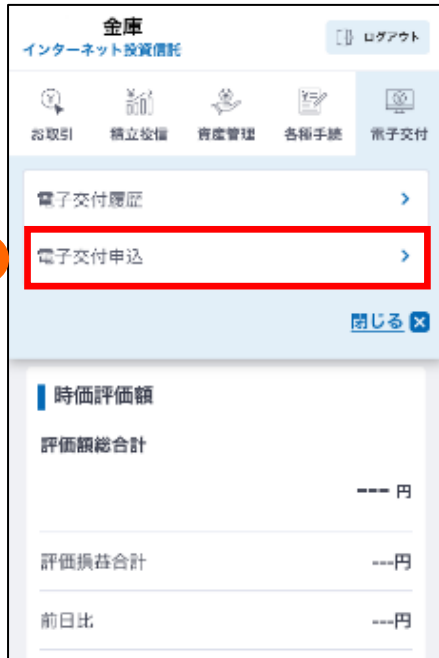 金庫
インターネット投資信託
ログアウト
お取引 積立投信 資産管理 各種手続 電子交付
電子交付履歴
電子交付申込
閉じる
時価評価額
評価額総合計
--- 円
評価損益合計 ---円
前日比 ---円